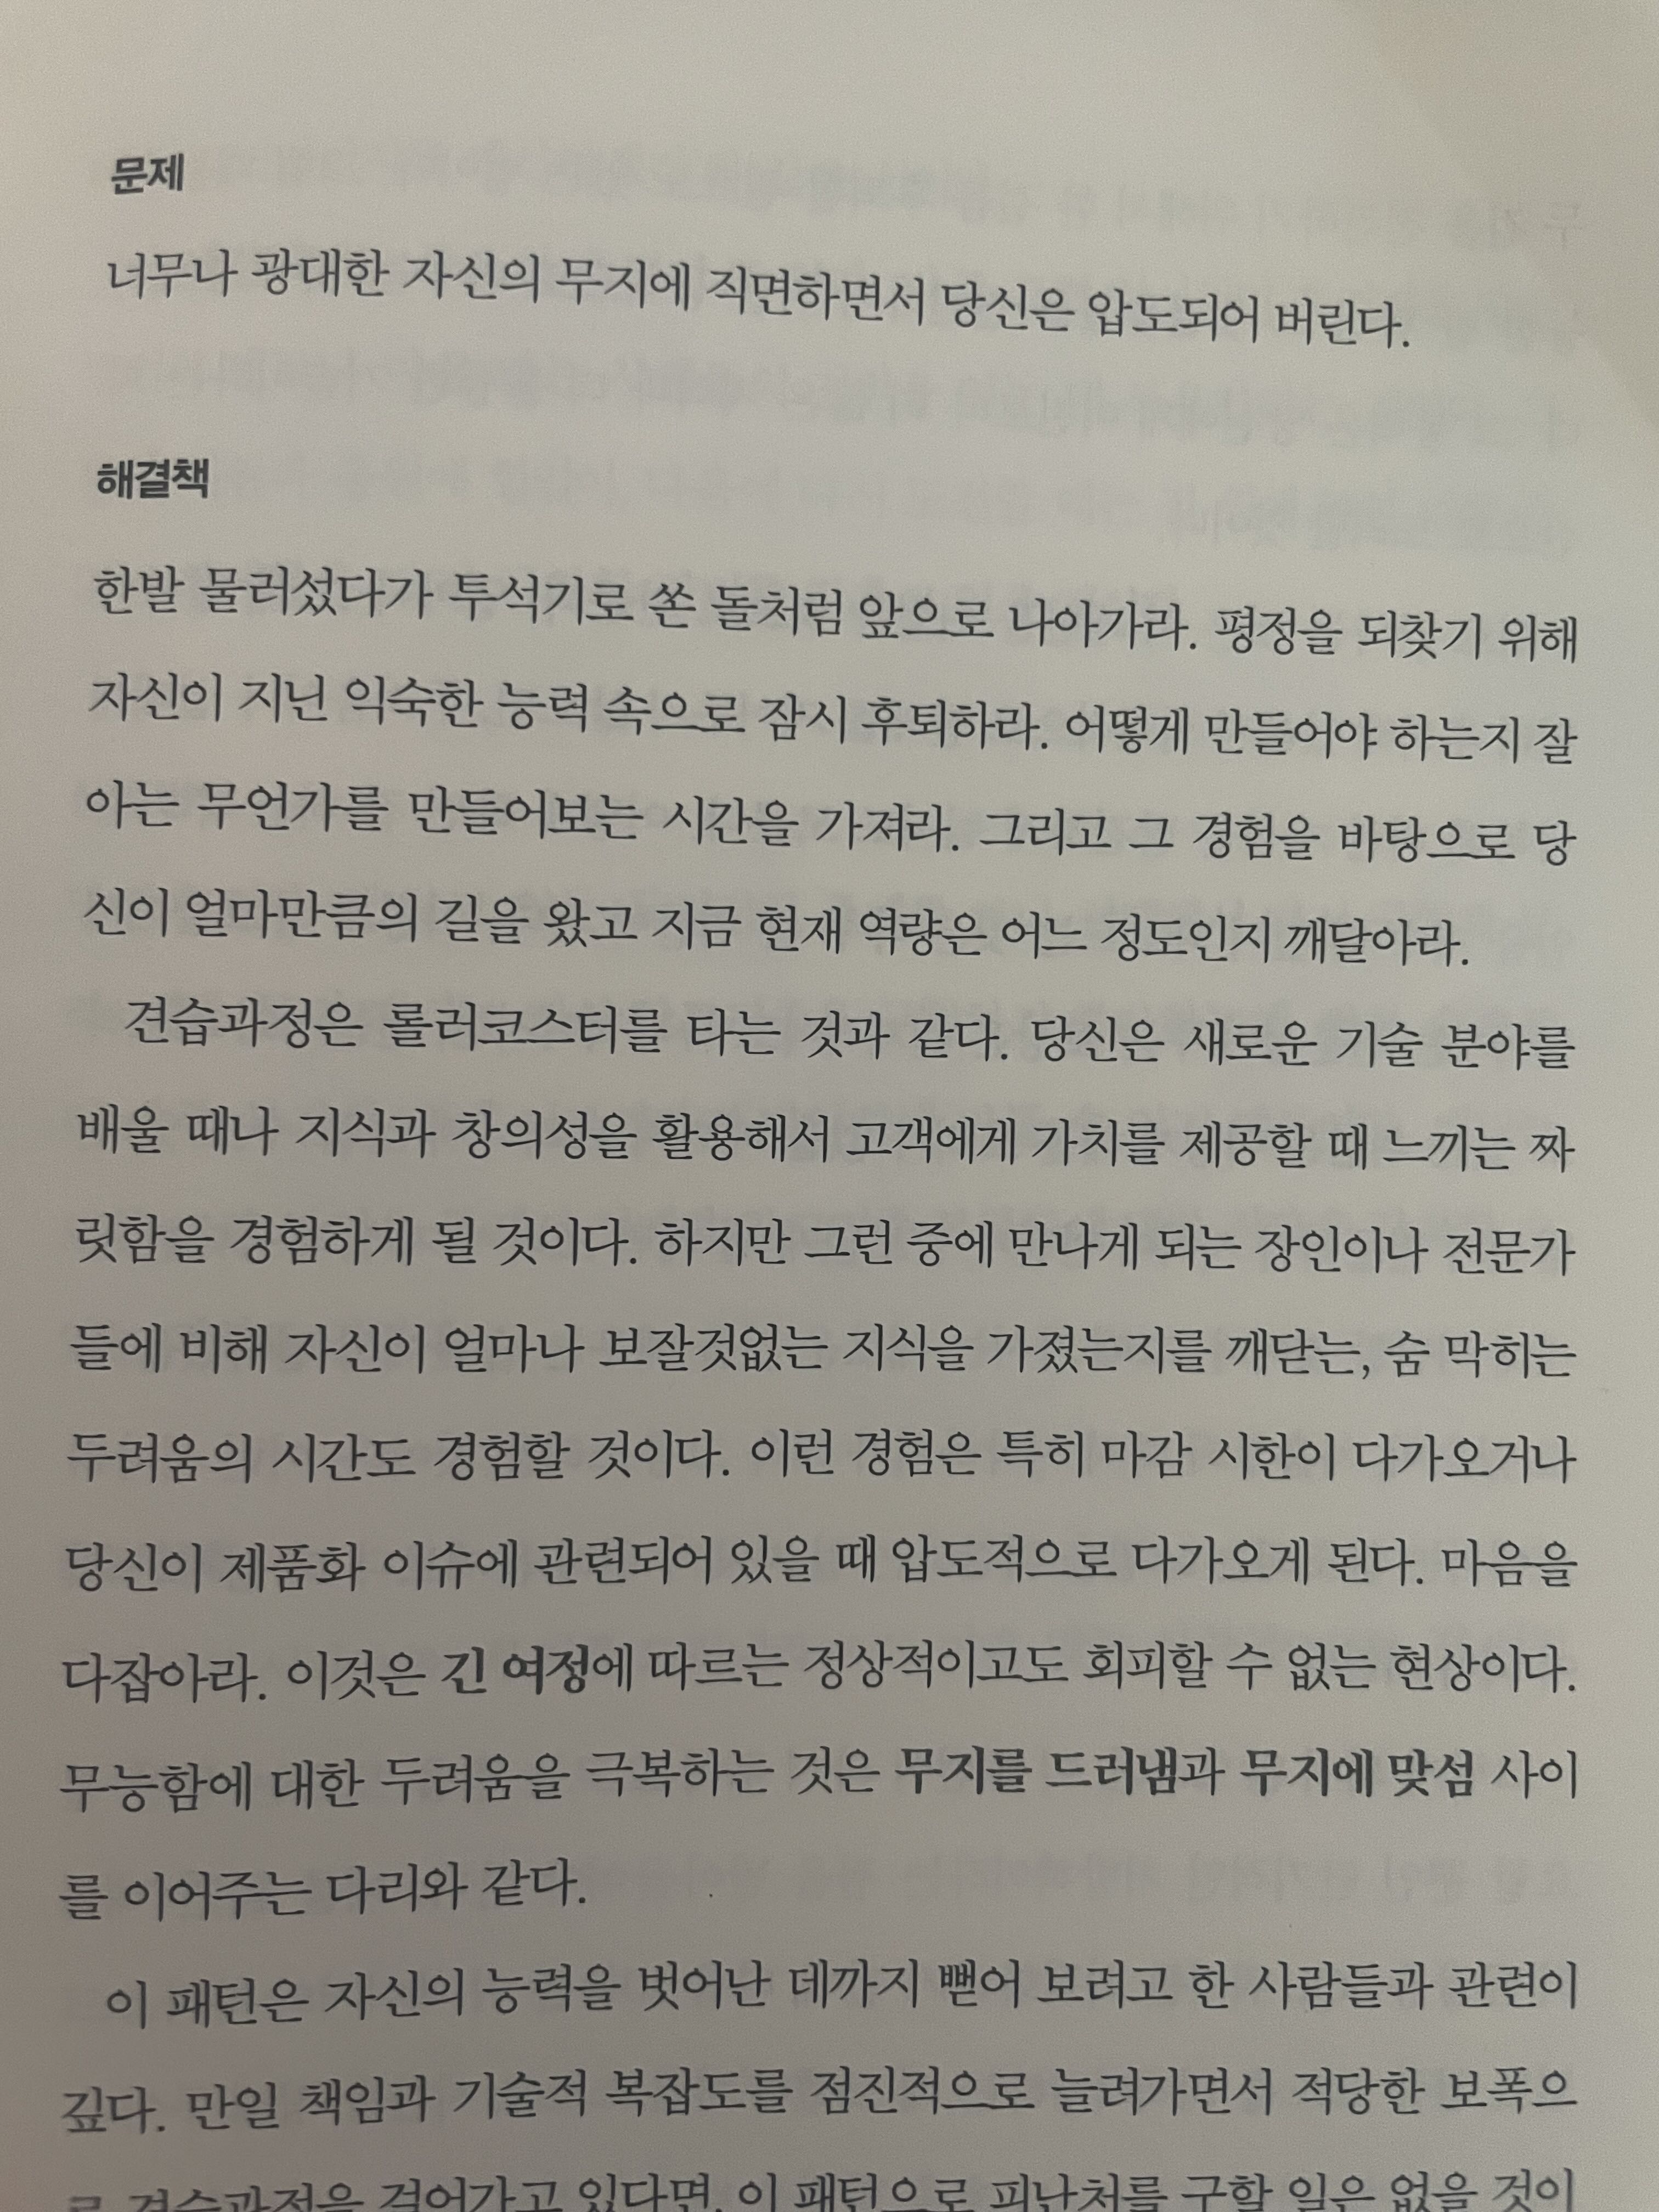 문제
너무나 광대한 자신의 무지에 직면하면서 당신은 압도되어 버린다.
해결책
한발 물러섰다가 투석기로 쏜 돌처럼 앞으로 나아가라. 평정을 되찾기 위해
자신이 지닌 익숙한 능력 속으로 잠시 후퇴하라. 어떻게 만들어야 하는지 잘
아는 무언가를 만들어보는 시간을 가져라. 그리고 그 경험을 바탕으로 당
신이 얼마만큼의 길을 왔고 지금 현재 역량은 어느 정도인지 깨달아라.
견습과정은 롤러코스터를 타는 것과 같다. 당신은 새로운 기술 분야를
배울 때나 지식과 창의성을 활용해서 고객에게 가치를 제공할 때 느끼는 짜
릿함을 경험하게 될 것이다. 하지만 그런 중에 만나게 되는 장인이나 전문가
들에 비해 자신이 얼마나 보잘것없는 지식을 가졌는지를 깨닫는, 숨 막히는
두려움의 시간도 경험할 것이다. 이런 경험은 특히 마감 시한이 다가오거나
당신이 제품화 이슈에 관련되어 있을 때 압도적으로 다가오게 된다. 마음을
다잡아라. 이것은 긴 여정에 따르는 정상적이고도 회피할 수 없는 현상이다.
무능함에 대한 두려움을 극복하는 것은 무지를 드러냄과 무지에 맞섬 사이
를 이어주는 다리와 같다.
이 패턴은 자신의 능력을 벗어난 데까지 뻗어 보려고 한 사람들과 관련이
깊다. 만일 책임과 기술적 복잡도를 점진적으로 늘려가면서 적당한 보폭으
로 견습과정을 걸어가고 있다면, 이 패턴으로 피난처를 구할 일은 없을 것이